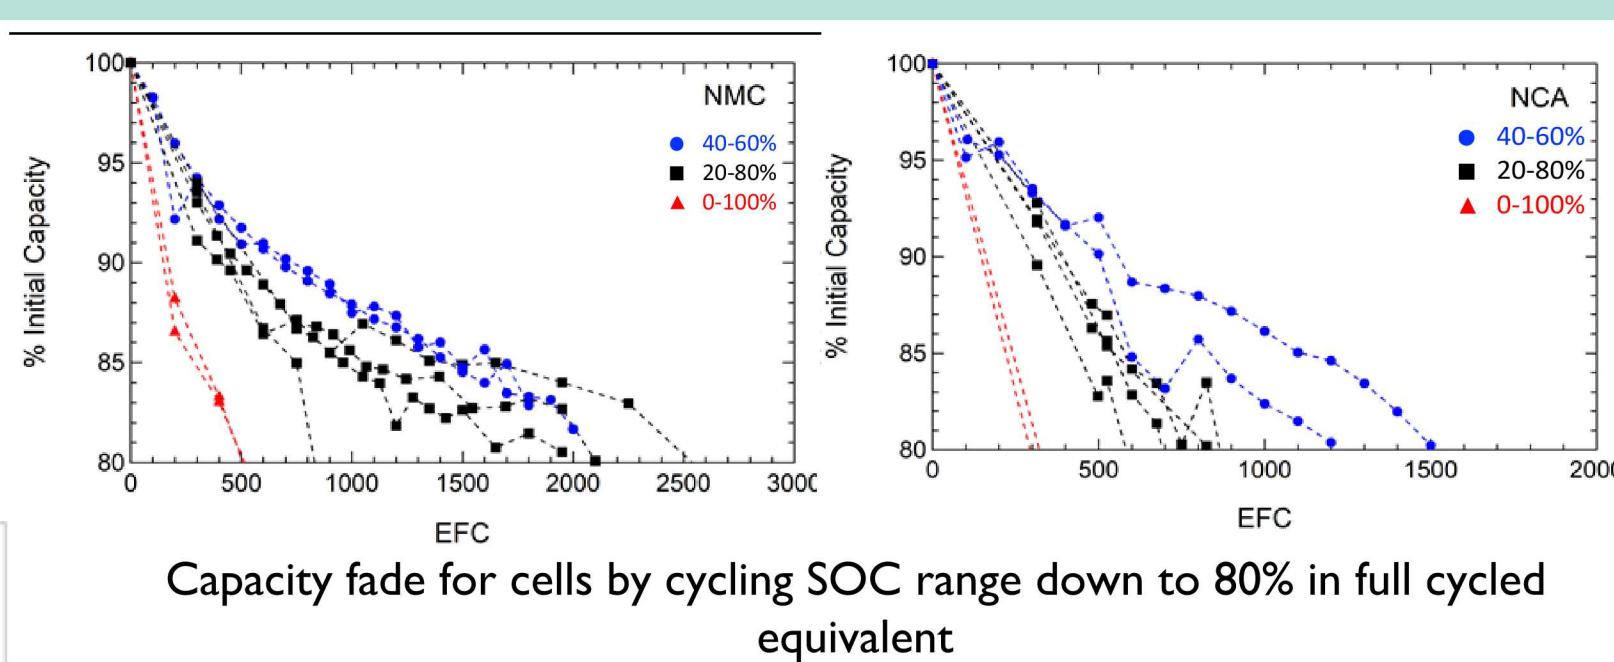 100
95
90
85
80
% Initial Capacity
NMC
40-60%
20-80%
0-100%
0 500 1000 1500 2000 2500 3000
EFC
100
95
90
85
80
% Initial Capacity
NCA
40-60%
20-80%
0-100%
0 500 1000 1500 200
EFC
Capacity fade for cells by cycling SOC range down to 80% in full cycled
equivalent